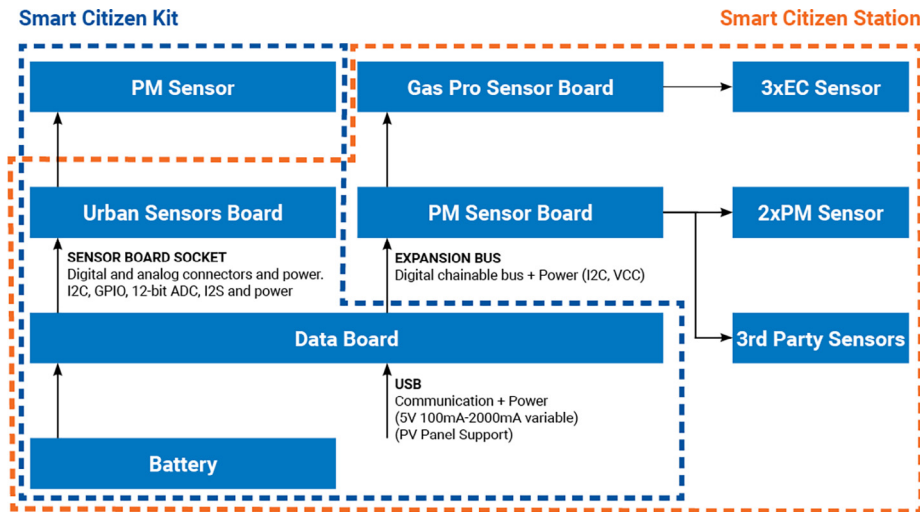 Smart Citizen Kit
Smart Citizen Station
PM Sensor
Gas Pro Sensor Board
3xEC Sensor
Urban Sensors Board
PM Sensor Board
2xPM Sensor
SENSOR BOARD SOCKET
Digital and analog connectors and power.
I2C, GPIO, 12-bit ADC, I2S and power
EXPANSION BUS
Digital chainable bus + Power (I2C, VCC)
Data Board
3rd Party Sensors
USB
Communication + Power
(5V 100mA-2000mA variable)
(PV Panel Support)
Battery